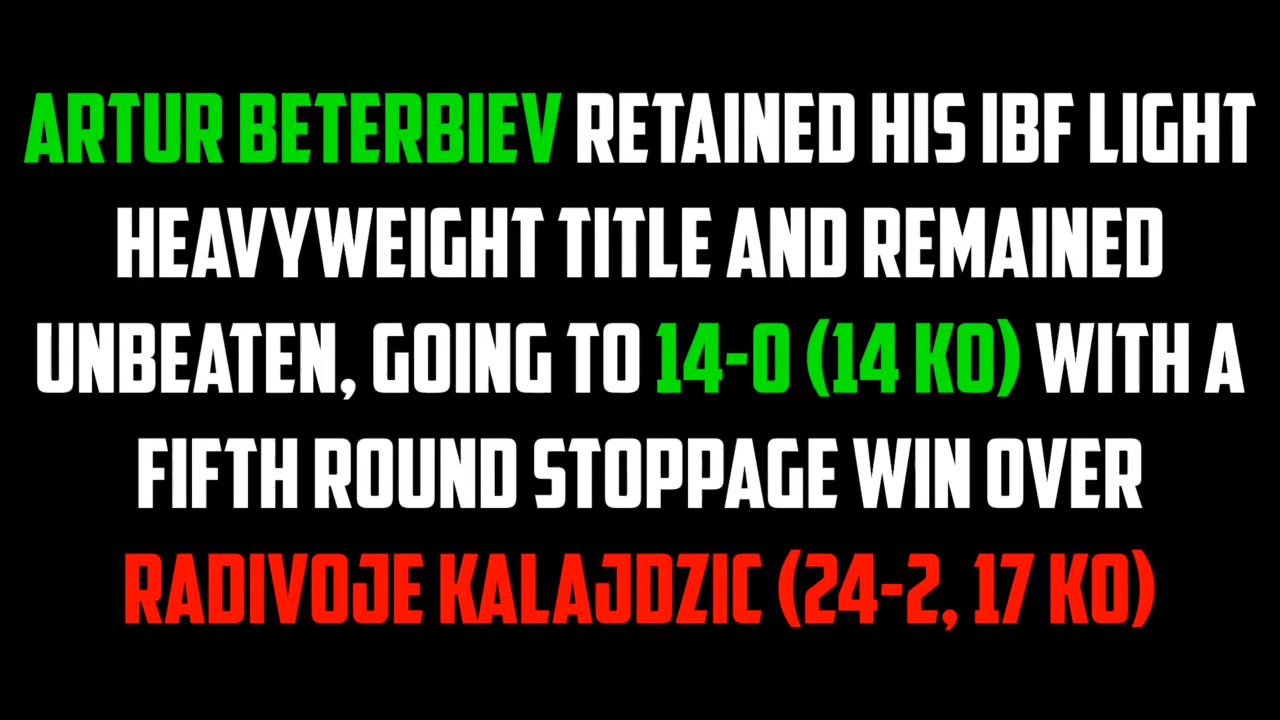 ARTUR BETERBIEV RETAINED HIS IBF LIGHT
HEAVYWEIGHT TITLE AND REMAINED
UNBEATEN, GOING TO 14-0 (14 KO) WITH A
FIFTH ROUND STOPPAGE WIN OVER
RADIVOJE KALAJDZIC (24-2, 17 KO)